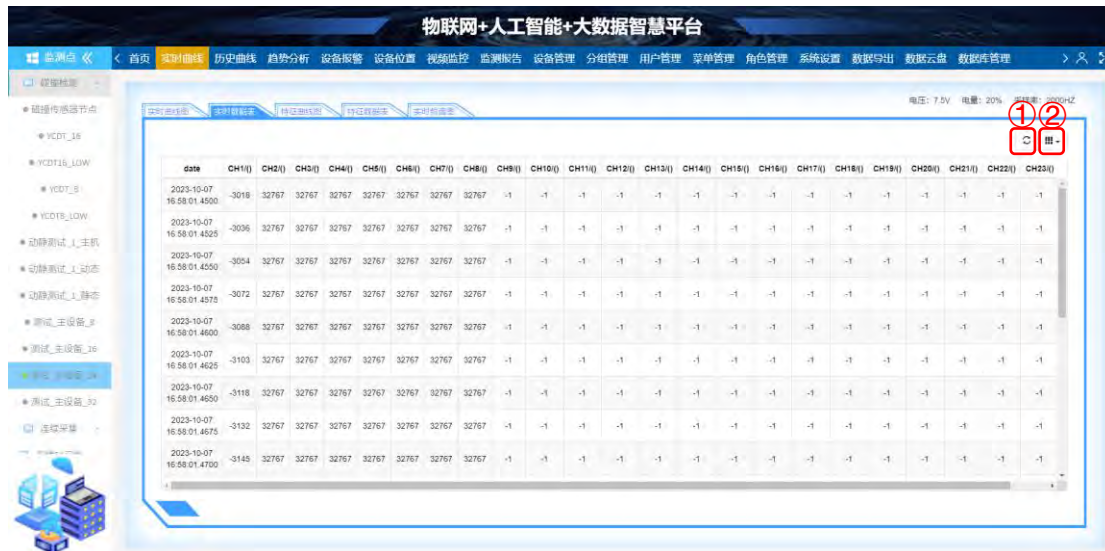 物联网+人工智能+大数据智慧平台
监测点 首页 实时曲线 历史曲线 趋势分析 设备报警 设备位置 视频监控 监测报告 设备管理 分组管理 用户管理 菜单管理 角色管理 系统设置 数据导出 数据云盘 数据库管理
碰撞检测
碰撞传感器节点
YCDT_16
YCDT16_LOW
YCDT_8
YCDT8_LOW
动静测试_1_主机
动静测试_1_动态
动静测试_1_静态
测试_主设备_8
测试_主设备_16
测试_主设备_32
连续采集
电压: 7.5V 电量: 20% 2000HZ
实时曲线图 实时数据表 特征曲线图 特征数据表 实时频谱图
① ②
date CH1/() CH2/() CH3/() CH4/() CH5/() CH6/() CH7/() CH8/() CH9/() CH10/() CH11/() CH12/() CH13/() CH14/() CH15/() CH16/() CH17/() CH18/() CH19/() CH20/() CH21/() CH22/() CH23/()
2023-10-07
16:58:01.4500 -3018 32767 32767 32767 32767 32767 32767 32767 -1 -1 -1 -1 -1 -1 -1 -1 -1 -1 -1 -1 -1 -1 -1
2023-10-07
16:58:01.4525 -3036 32767 32767 32767 32767 32767 32767 32767 -1 -1 -1 -1 -1 -1 -1 -1 -1 -1 -1 -1 -1 -1 -1
2023-10-07
16:58:01.4550 -3054 32767 32767 32767 32767 32767 32767 32767 -1 -1 -1 -1 -1 -1 -1 -1 -1 -1 -1 -1 -1 -1 -1
2023-10-07
16:58:01.4575 -3072 32767 32767 32767 32767 32767 32767 32767 -1 -1 -1 -1 -1 -1 -1 -1 -1 -1 -1 -1 -1 -1 -1
2023-10-07
16:58:01.4600 -3088 32767 32767 32767 32767 32767 32767 32767 -1 -1 -1 -1 -1 -1 -1 -1 -1 -1 -1 -1 -1 -1 -1
2023-10-07
16:58:01.4625 -3103 32767 32767 32767 32767 32767 32767 32767 -1 -1 -1 -1 -1 -1 -1 -1 -1 -1 -1 -1 -1 -1 -1
2023-10-07
16:58:01.4650 -3118 32767 32767 32767 32767 32767 32767 32767 -1 -1 -1 -1 -1 -1 -1 -1 -1 -1 -1 -1 -1 -1 -1
2023-10-07
16:58:01.4675 -3132 32767 32767 32767 32767 32767 32767 32767 -1 -1 -1 -1 -1 -1 -1 -1 -1 -1 -1 -1 -1 -1 -1
2023-10-07
16:58:01.4700 -3145 32767 32767 32767 32767 32767 32767 32767 -1 -1 -1 -1 -1 -1 -1 -1 -1 -1 -1 -1 -1 -1 -1